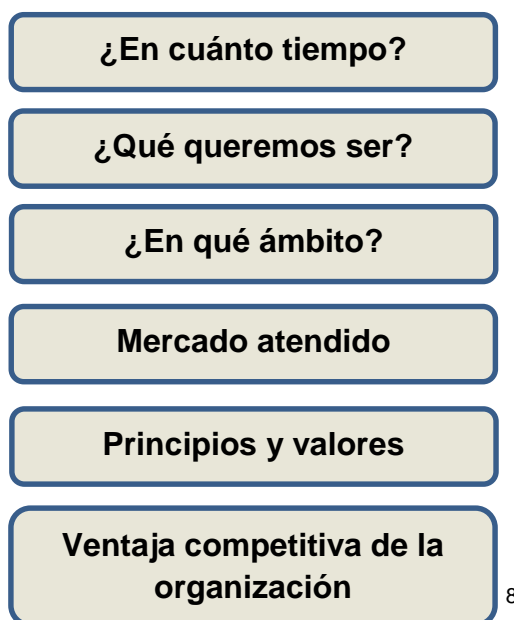 ¿En cuánto tiempo?
¿Qué queremos ser?
¿En qué ámbito?
Mercado atendido
Principios y valores
Ventaja competitiva de la
organización
8